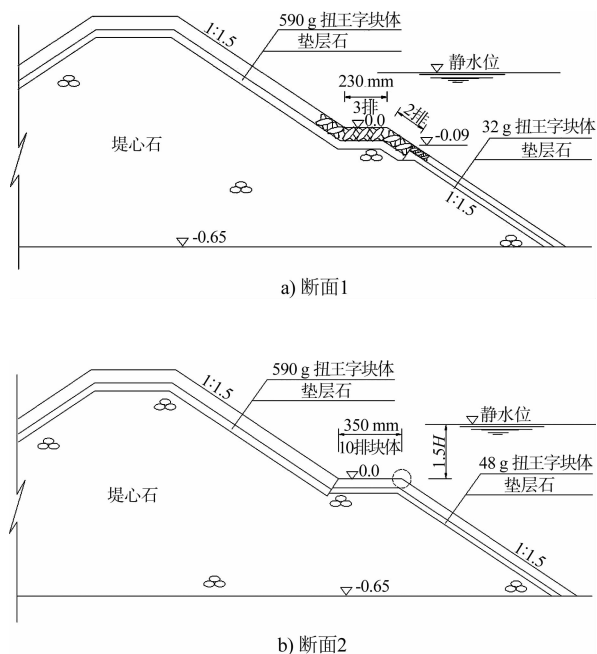 1:1.5
590 g 扭王字块体
垫层石
静水位
230 mm
3排
0.0
2排
-0.09
32 g 扭王字块体
垫层石
堤心石
1:1.5
-0.65
a) 断面1
1:1.5
590 g 扭王字块体
垫层石
静水位
350 mm
10排块体
1.5H
0.0
48 g 扭王字块体
垫层石
堤心石
1:1.5
-0.65
b) 断面2